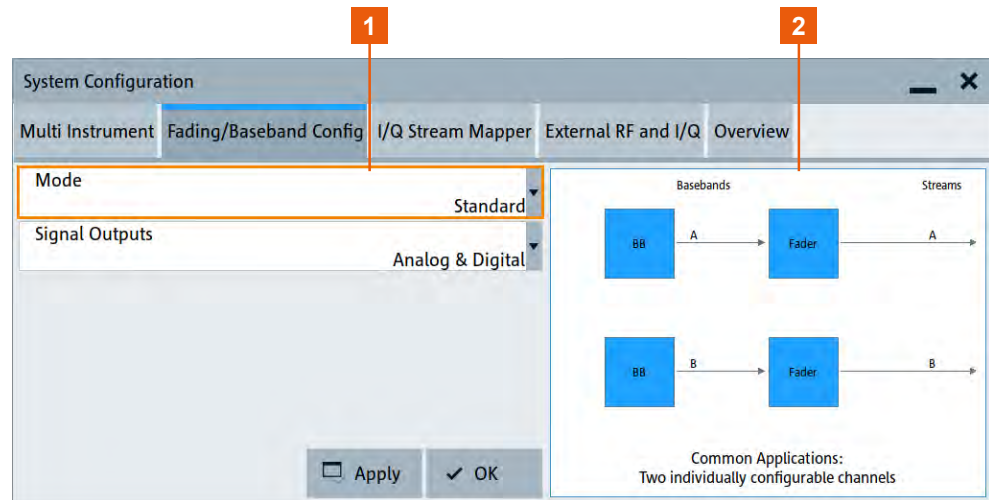 1 2
System Configuration
Multi Instrument Fading/Baseband Config I/Q Stream Mapper External RF and I/Q Overview
Mode
Standard
Signal Outputs
Analog & Digital
Apply OK
Basebands Streams
BB A Fader A
BB B Fader B
Common Applications:
Two individually configurable channels